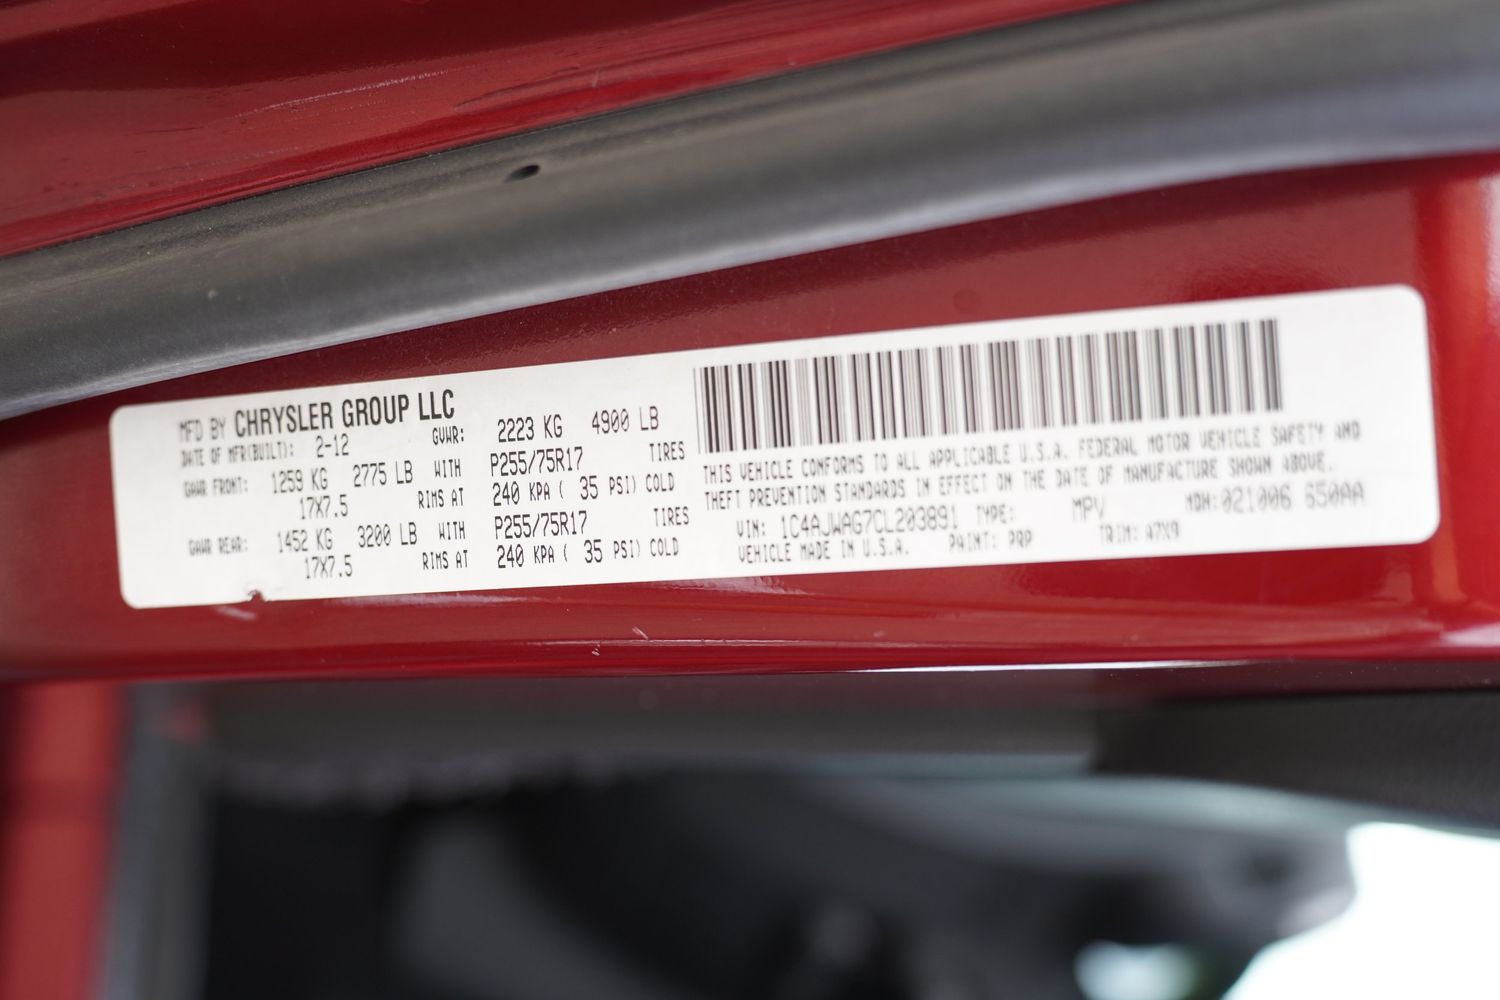 MFD BY CHRYSLER GROUP LLC
DATE OF MFR(BUILT): 2-12 GVWR: 2223 KG 4900 LB
GAWR FRONT: 1259 KG 2775 LB WITH P255/75R17 TIRES
17X7.5 RIMS AT 240 KPA ( 35 PSI) COLD
GAWR REAR: 1452 KG 3200 LB WITH P255/75R17 TIRES
17X7.5 RIMS AT 240 KPA ( 35 PSI) COLD
THIS VEHICLE CONFORMS TO ALL APPLICABLE U.S.A. FEDERAL MOTOR VEHICLE SAFETY AND
THEFT PREVENTION STANDARDS IN EFFECT ON THE DATE OF MANUFACTURE SHOWN ABOVE.
VIN: 1C4AJWAG7CL203891 TYPE: MPV MDH:021006 650AA
VEHICLE MADE IN U.S.A. PAINT: PRP TRIM: A7X9